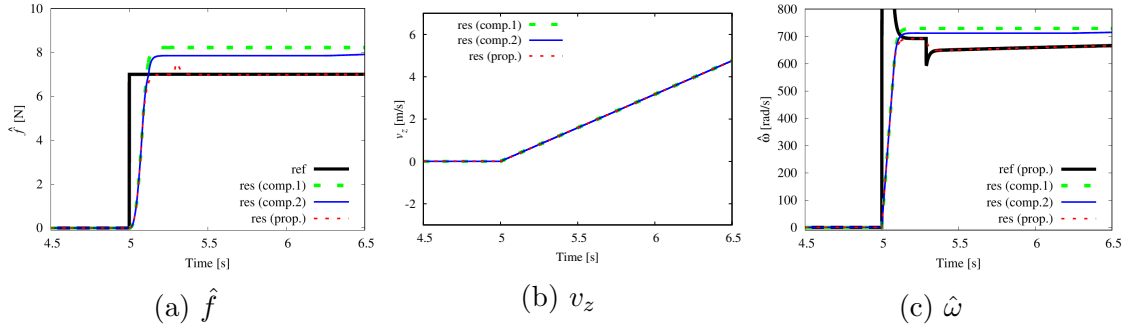 10
8
6
4
2
0
f̂ [N]
ref
res (comp.1)
res (comp.2)
res (prop.)
4.5 5 5.5 6 6.5
Time [s]
(a) f̂
res (comp.1)
res (comp.2)
res (prop.)
6
4
2
0
-2
v_z [m/s]
4.5 5 5.5 6 6.5
Time [s]
(b) v_z
800
700
600
500
400
300
200
100
0
ω̂ [rad/s]
ref (prop.)
res (comp.1)
res (comp.2)
res (prop.)
4.5 5 5.5 6 6.5
Time [s]
(c) ω̂